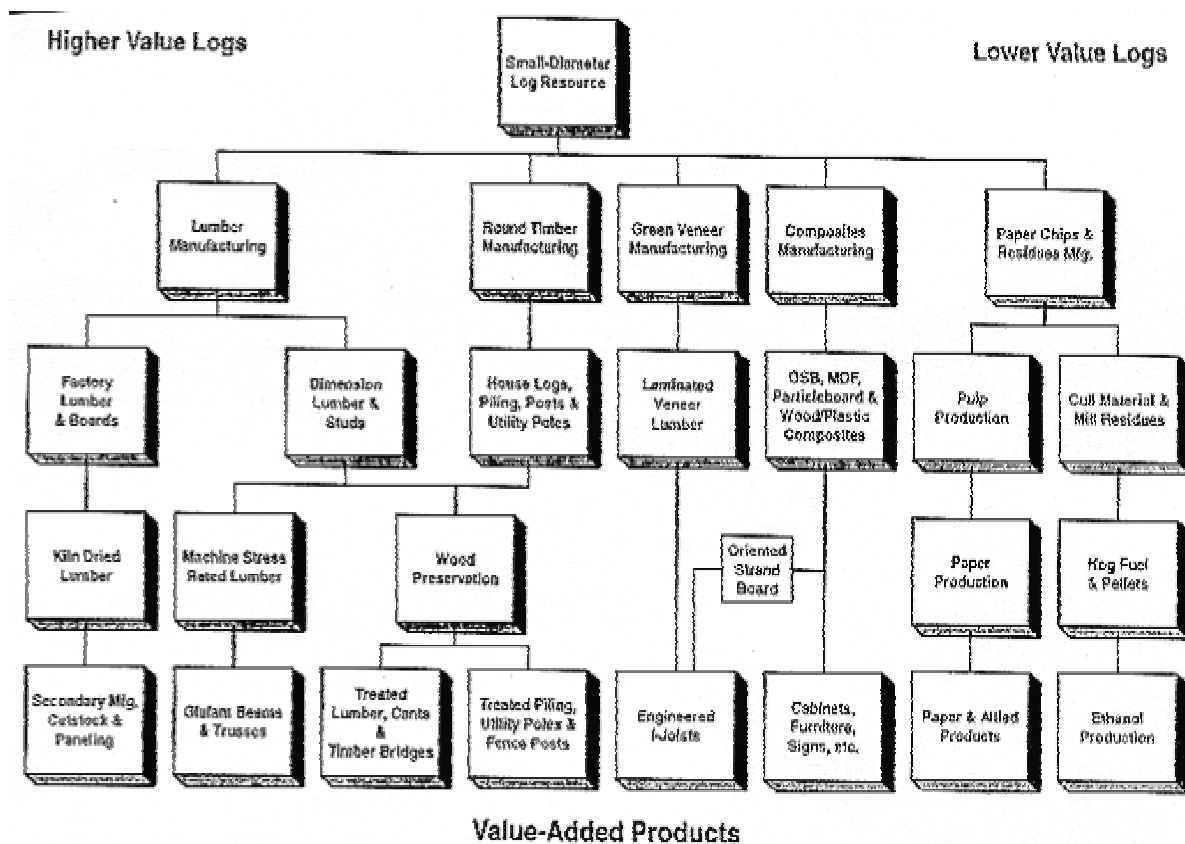 Higher Value Logs
Lower Value Logs
Small-Diameter
Log Resource
Lumber
Manufacturing
Round Timber
Manufacturing
Green Veneer
Manufacturing
Composites
Manufacturing
Paper Chips &
Residues Mfg.
Factory
Lumber
& Boards
Dimension
Lumber &
Studs
House Logs,
Piling, Posts &
Utility Poles
Laminated
Veneer
Lumber
OSB, MDF,
Particleboard &
Wood/Plastic
Composites
Pulp
Production
Cull Material &
Mill Residues
Kiln Dried
Lumber
Machine Stress
Rated Lumber
Wood
Preservation
Oriented
Strand
Board
Paper
Production
Hog Fuel
& Pellets
Secondary Mfg,
Cutstock &
Paneling
Glulam Beams
& Trusses
Treated
Lumber, Cants
&
Timber Bridges
Treated Piling,
Utility Poles &
Fence Posts
Engineered
I-Joists
Cabinets,
Furniture,
Signs, etc.
Paper & Allied
Products
Ethanol
Production
Value-Added Products